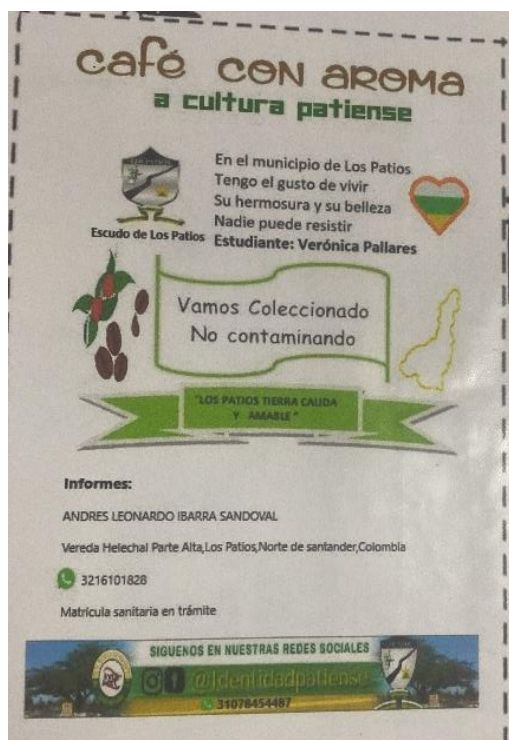 café con aroma
a cultura patiense
En el municipio de Los Patios
Tengo el gusto de vivir
Su hermosura y su belleza
Nadie puede resistir
Escudo de Los Patios
Estudiante: Verónica Pallares
Vamos Coleccionado
No contaminando
"LOS PATIOS TIERRA CALIDA
Y AMABLE"
Informes:
ANDRES LEONARDO IBARRA SANDOVAL
Vereda Helechal Parte Alta,Los Patios,Norte de santander,Colombia
3216101828
Matricula sanitaria en trámite
SIGUENOS EN NUESTRAS REDES SOCIALES
@Identidadpatiense
31078454487